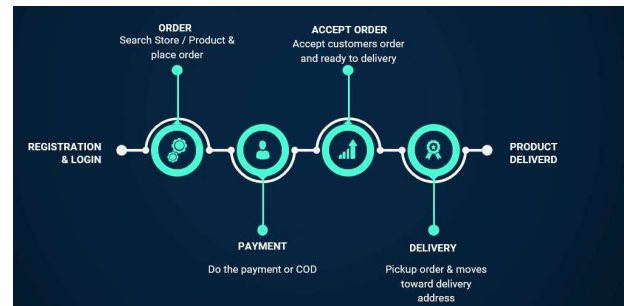 ORDER
Search Store / Product &
place order
ACCEPT ORDER
Accept customers order
and ready to delivery
REGISTRATION
& LOGIN
PRODUCT
DELIVERD
PAYMENT
Do the payment or COD
DELIVERY
Pickup order & moves
toward delivery
address